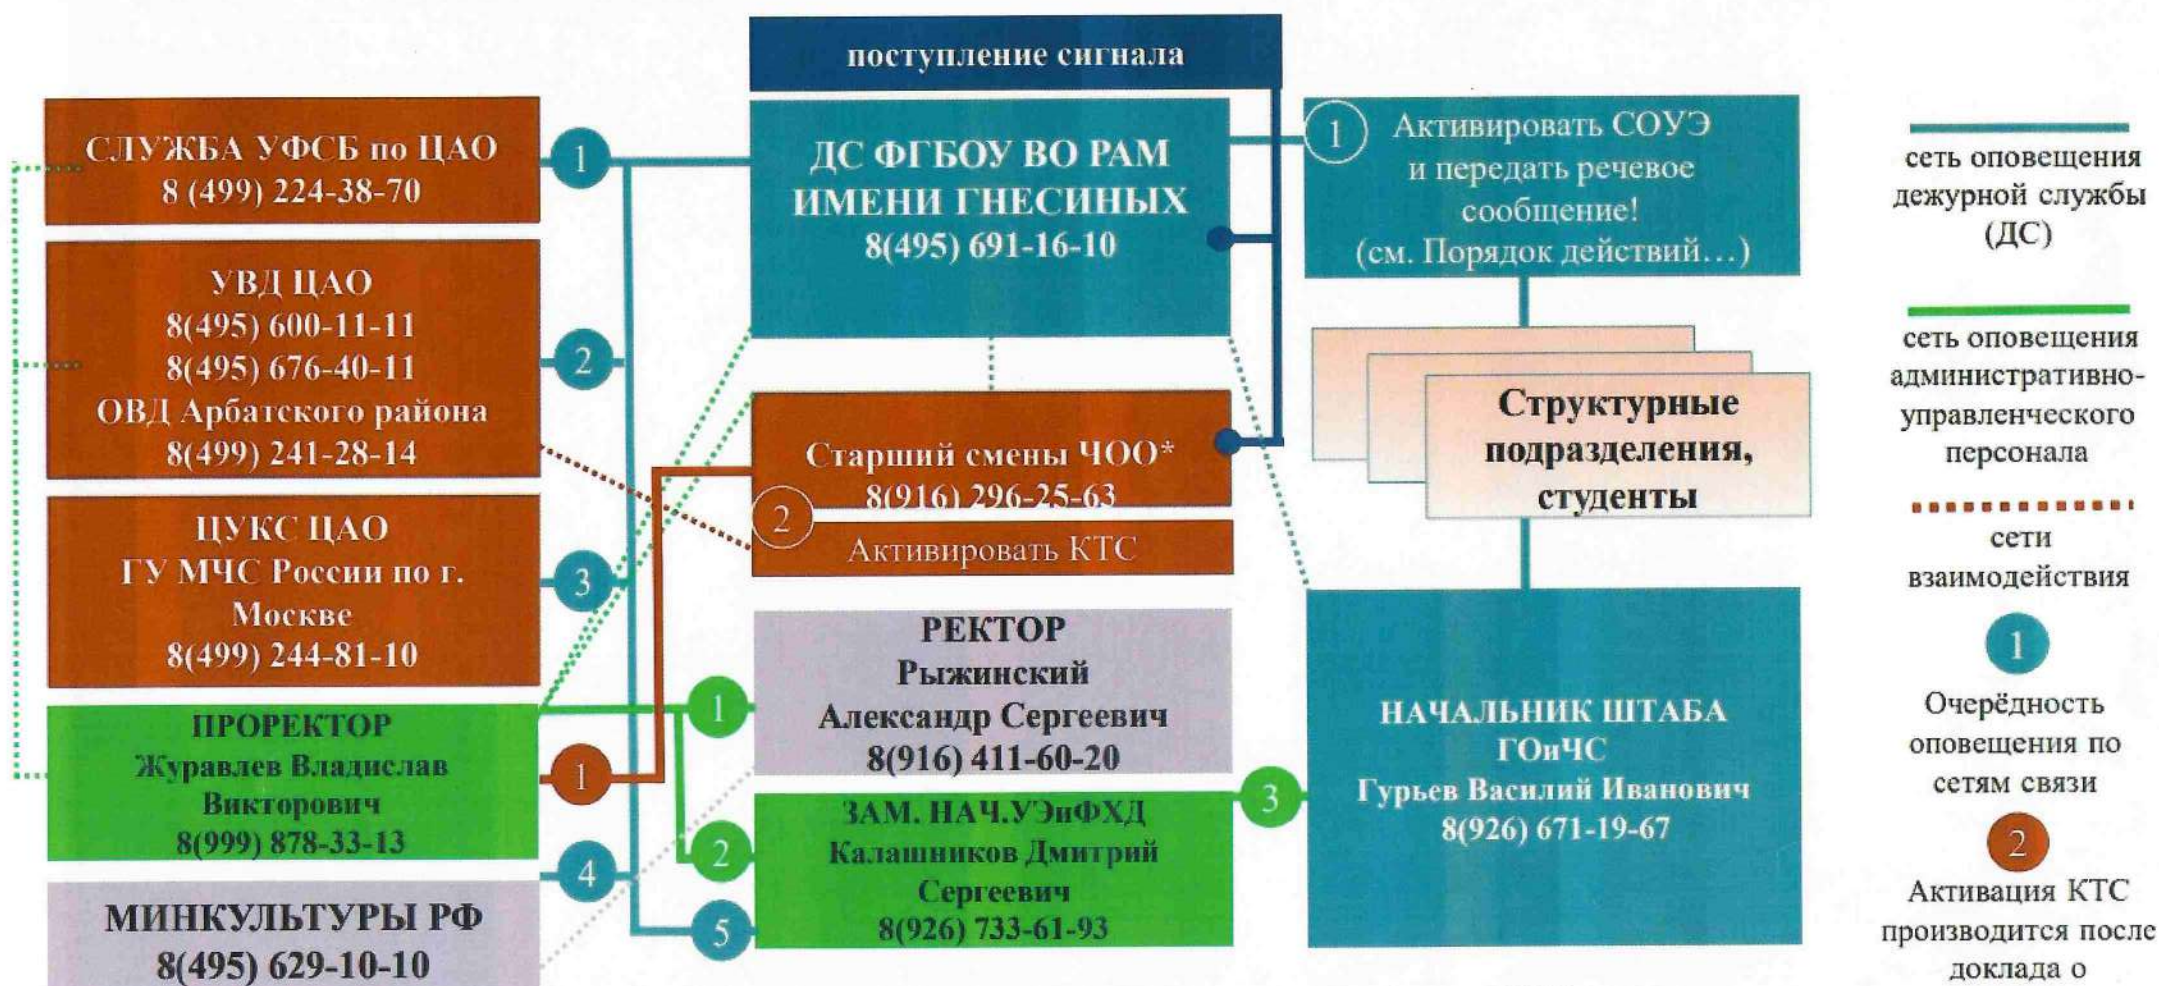 поступление сигнала
СЛУЖБА УФСБ по ЦАО
8 (499) 224-38-70
УВД ЦАО
8(495) 600-11-11
8(495) 676-40-11
ОВД Арбатского района
8(499) 241-28-14
ЦУКС ЦАО
ГУ МЧС России по г.
Москве
8(499) 244-81-10
ПРОРЕКТОР
Журавлев Владислав
Викторович
8(999) 878-33-13
МИНКУЛЬТУРЫ РФ
8(495) 629-10-10
1
2
3
1
4
5
1
2
ДС ФГБОУ ВО РАМ
ИМЕНИ ГНЕСИНЫХ
8(495) 691-16-10
Старший смены ЧОО*
8(916) 296-25-63
2
Активировать КТС
РЕКТОР
Рыжинский
Александр Сергеевич
8(916) 411-60-20
ЗАМ. НАЧ.УЭиФХД
Калашников Дмитрий
Сергеевич
8(926) 733-61-93
3
1
Активировать СОУЭ
и передать речевое
сообщение!
(см. Порядок действий…)
Структурные
подразделения,
студенты
НАЧАЛЬНИК ШТАБА
ГОиЧС
Гурьев Василий Иванович
8(926) 671-19-67
сеть оповещения
дежурной службы
(ДС)
сеть оповещения
административно-
управленческого
персонала
сети
взаимодействия
1
Очерёдность
оповещения по
сетям связи
2
Активация КТС
производится после
доклада о